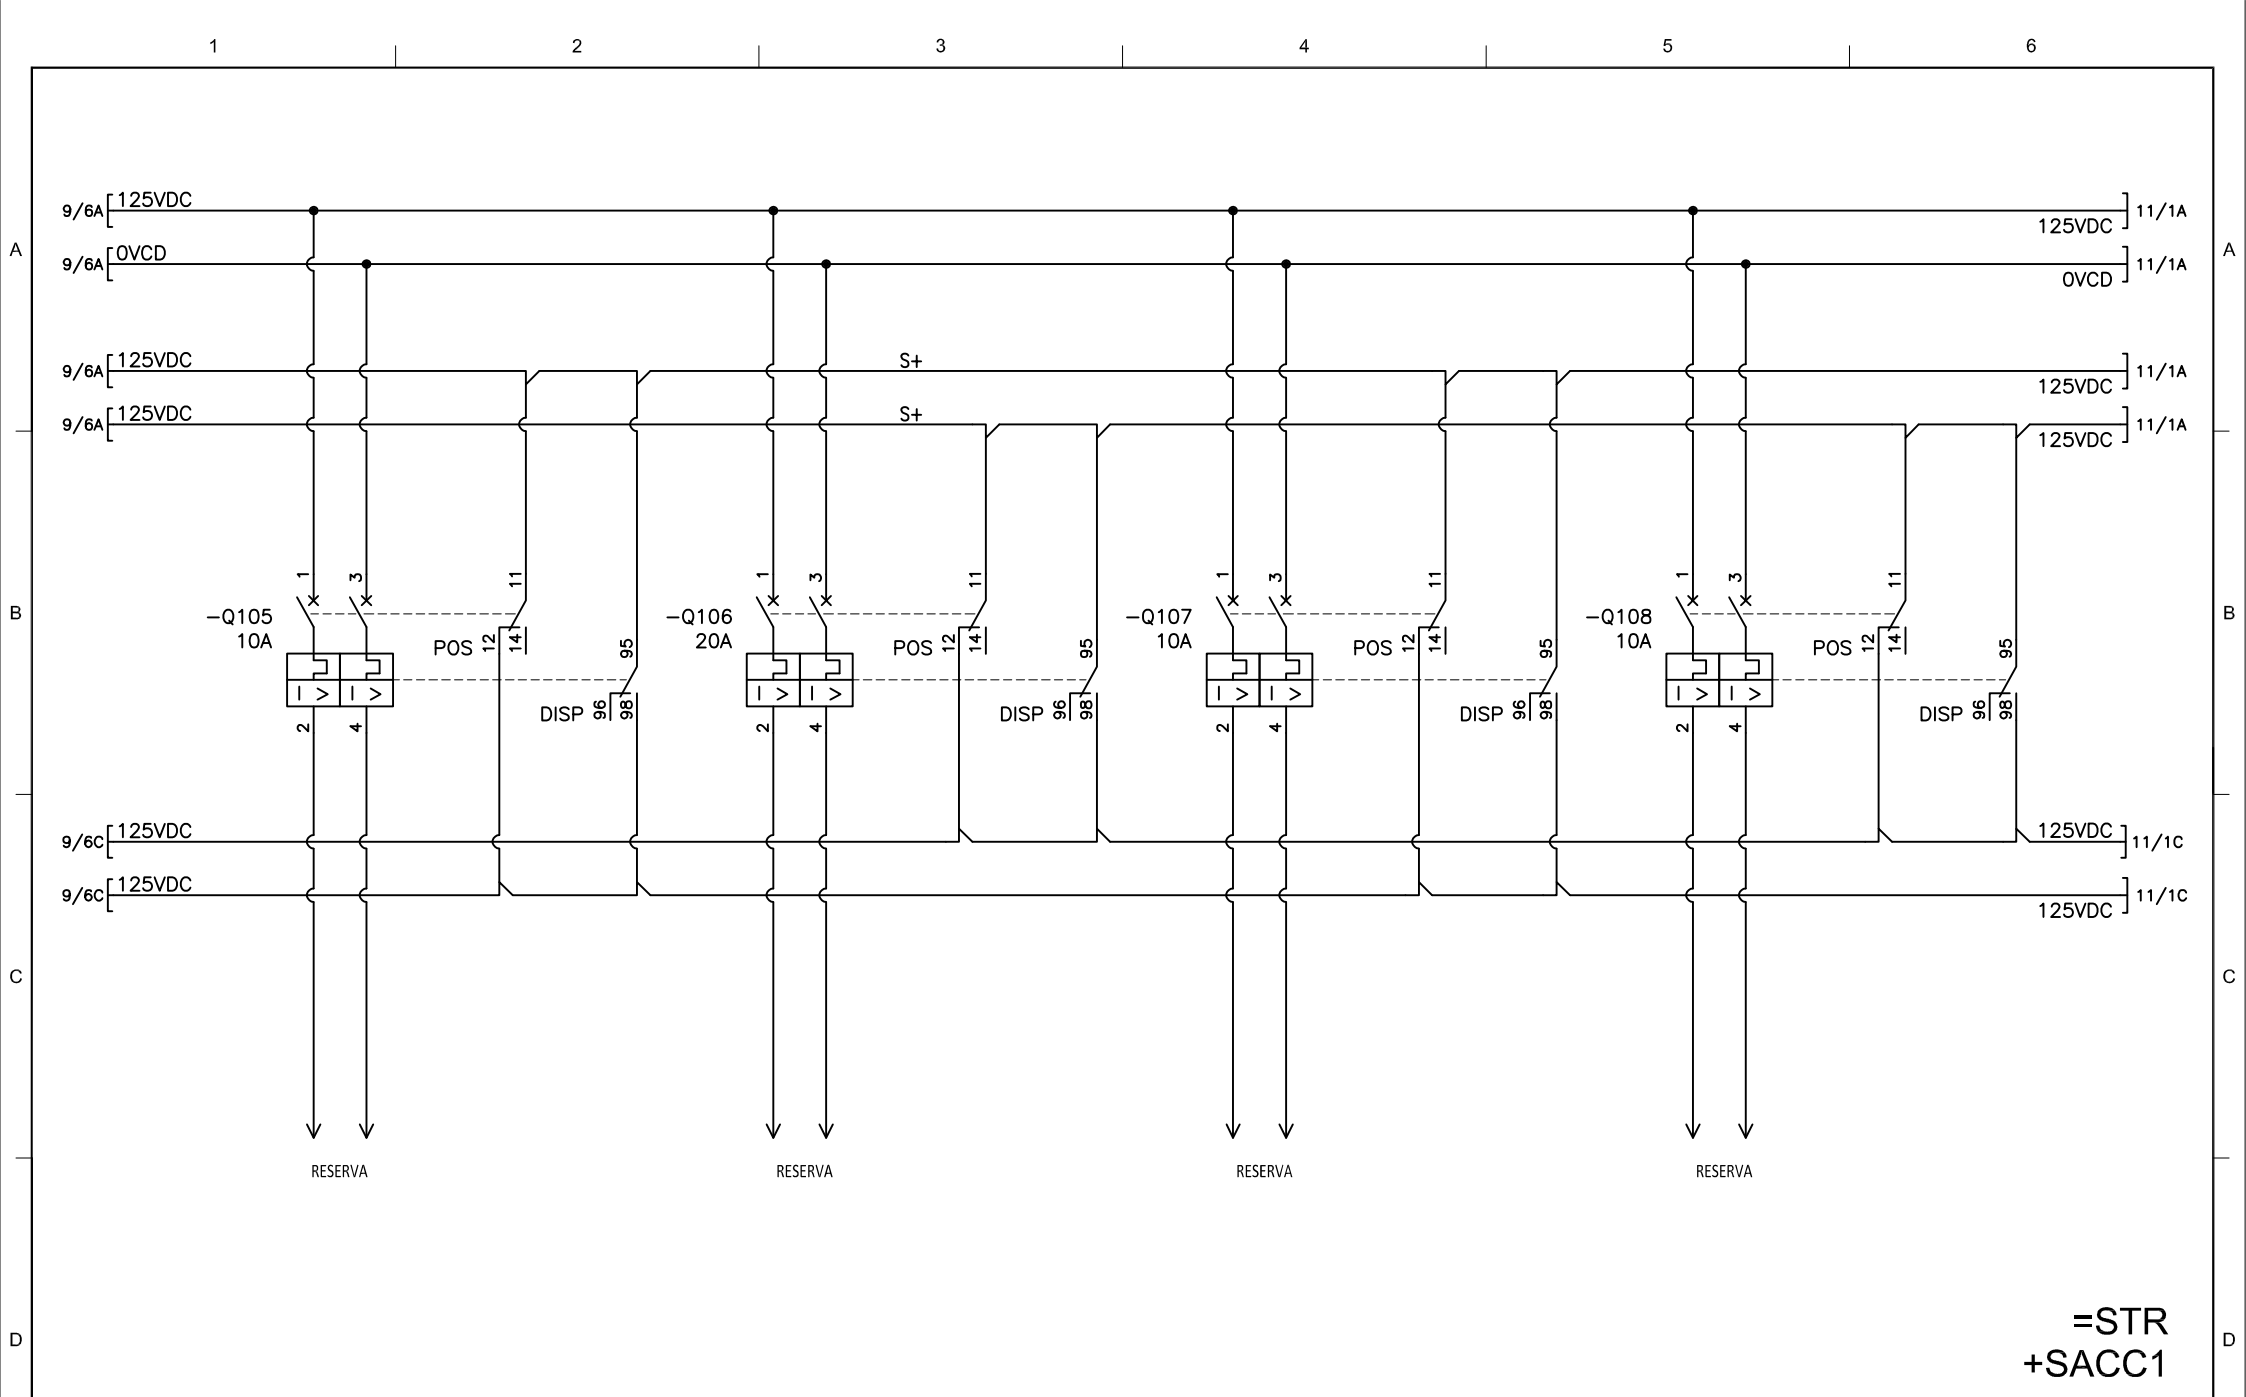 1 2 3 4 5 6
9/6A 125VDC 125VDC 11/1A
A 9/6A 0VCD 0VCD 11/1A A
9/6A 125VDC S+ 125VDC 11/1A
9/6A 125VDC S+ 125VDC 11/1A
1 3 11 1 3 11 1 3 11 1 3 11
B -Q105 -Q106 -Q107 -Q108 B
10A 20A 10A 10A
POS 12 14 95 POS 12 14 95 POS 12 14 95 POS 12 14 95
I > I > I > I > I > I > I > I >
DISP 96 98 DISP 96 98 DISP 96 98 DISP 96 98
2 4 2 4 2 4 2 4
9/6C 125VDC 125VDC 11/1C
9/6C 125VDC 125VDC 11/1C
C C
RESERVA RESERVA RESERVA RESERVA
=STR
D D
+SACC1